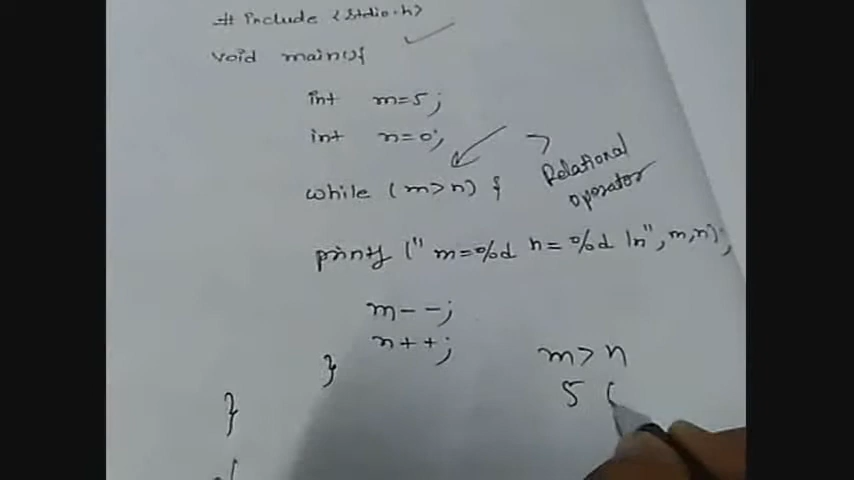 # include <stdio.h>
void main(){
int m=5;
int n=0;
while (m>n) {
Relational
operator
printf (" m=%d n=%d \n", m,n);
m--;
n++;
}
m>n
5
}